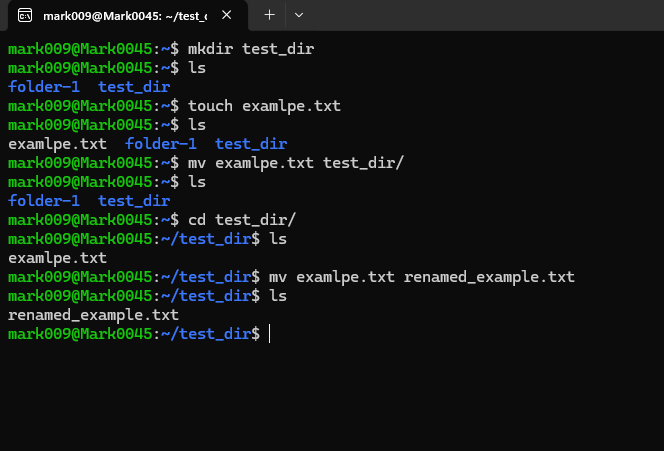 mark009@Mark0045: ~/test_d
mark009@Mark0045:~$ mkdir test_dir
mark009@Mark0045:~$ ls
folder-1  test_dir
mark009@Mark0045:~$ touch examlpe.txt
mark009@Mark0045:~$ ls
examlpe.txt  folder-1  test_dir
mark009@Mark0045:~$ mv examlpe.txt test_dir/
mark009@Mark0045:~$ ls
folder-1  test_dir
mark009@Mark0045:~$ cd test_dir/
mark009@Mark0045:~/test_dir$ ls
examlpe.txt
mark009@Mark0045:~/test_dir$ mv examlpe.txt renamed_example.txt
mark009@Mark0045:~/test_dir$ ls
renamed_example.txt
mark009@Mark0045:~/test_dir$